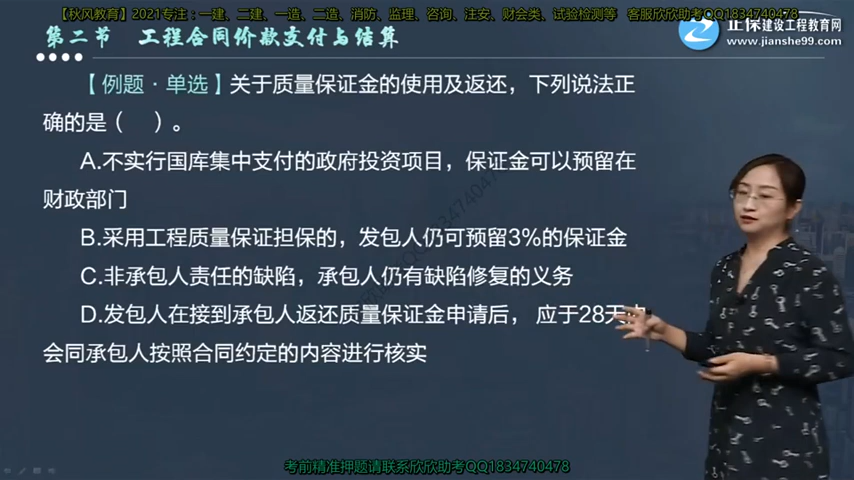 【秋风教育】2021专注：一建、二建、一造、二造、消防、监理、咨询、注安、财会类、试验检测等 客服欣欣助考QQ1834740478
第二节 工程合同价款交付与结算
正保建设工程教育网
www.jianshe99.com
【例题·单选】关于质量保证金的使用及返还，下列说法正
确的是（ ）。
A.不实行国库集中支付的政府投资项目，保证金可以预留在
财政部门
B.采用工程质量保证担保的，发包人仍可预留3%的保证金
C.非承包人责任的缺陷，承包人仍有缺陷修复的义务
D.发包人在接到承包人返还质量保证金申请后， 应于28天
会同承包人按照合同约定的内容进行核实
考前精准押题请联系欣欣助考QQ1834740478